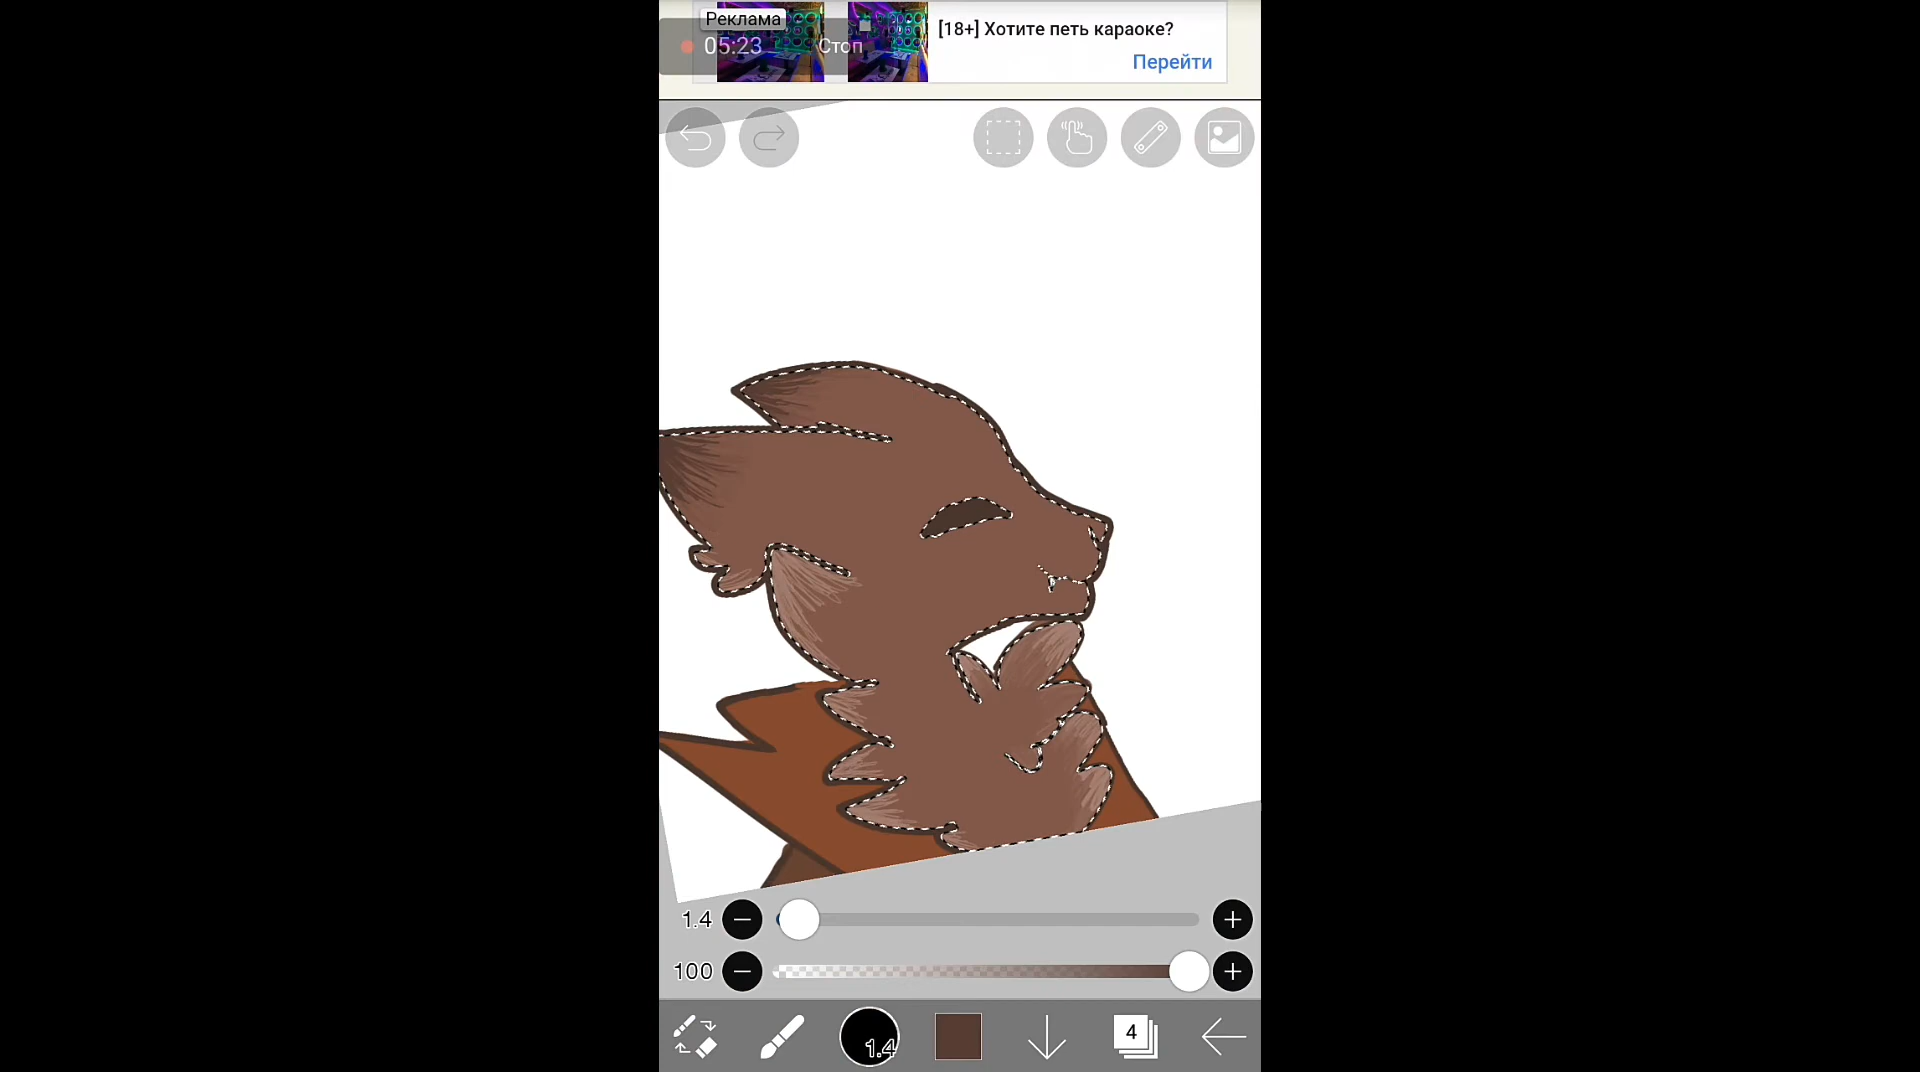 Реклама
05:23
Стоп
[18+] Хотите петь караоке?
Перейти
1.4
100
1.4
4